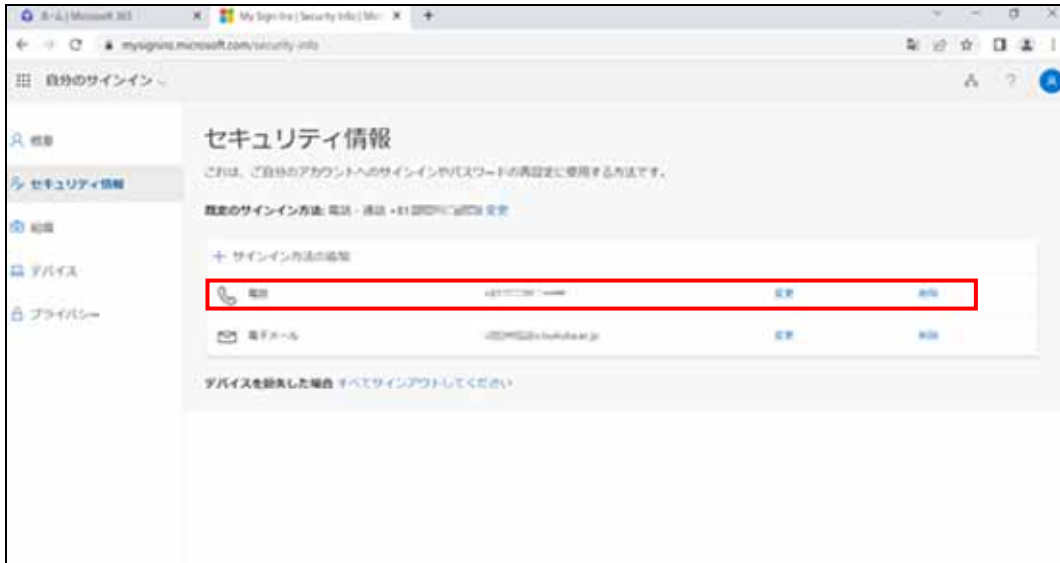 ホーム | Microsoft 365
My Sign-Ins | Security Info | Mic
mysignins.microsoft.com/security-info
自分のサインイン
概要
セキュリティ情報
組織
デバイス
プライバシー
セキュリティ情報
これは、ご自分のアカウントへのサインインやパスワードの再設定に使用する方法です。
既定のサインイン方法: 電話 - 通話 +81 変更
+ サインイン方法の追加
電話 変更 削除
電子メール 変更 削除
デバイスを紛失した場合 すべてサインアウトしてください